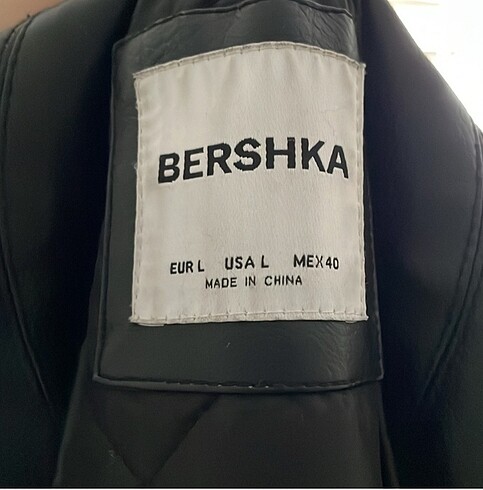 BERSHKA
EUR L USA L MEX 40
MADE IN CHINA